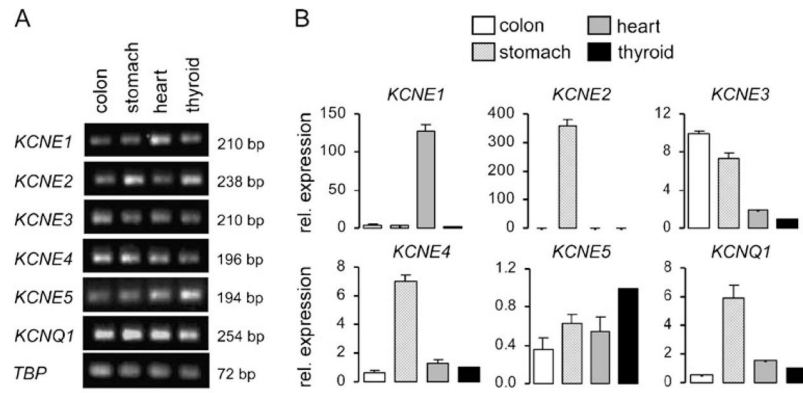 A
colon
stomach
heart
thyroid
KCNE1 210 bp
KCNE2 238 bp
KCNE3 210 bp
KCNE4 196 bp
KCNE5 194 bp
KCNQ1 254 bp
TBP 72 bp
B
colon heart
stomach thyroid
KCNE1
rel. expression
150
100
50
0
KCNE2
400
300
200
100
0
KCNE3
12
8
4
0
KCNE4
rel. expression
8
6
4
2
0
KCNE5
1.2
0.8
0.4
0.0
KCNQ1
8
6
4
2
0